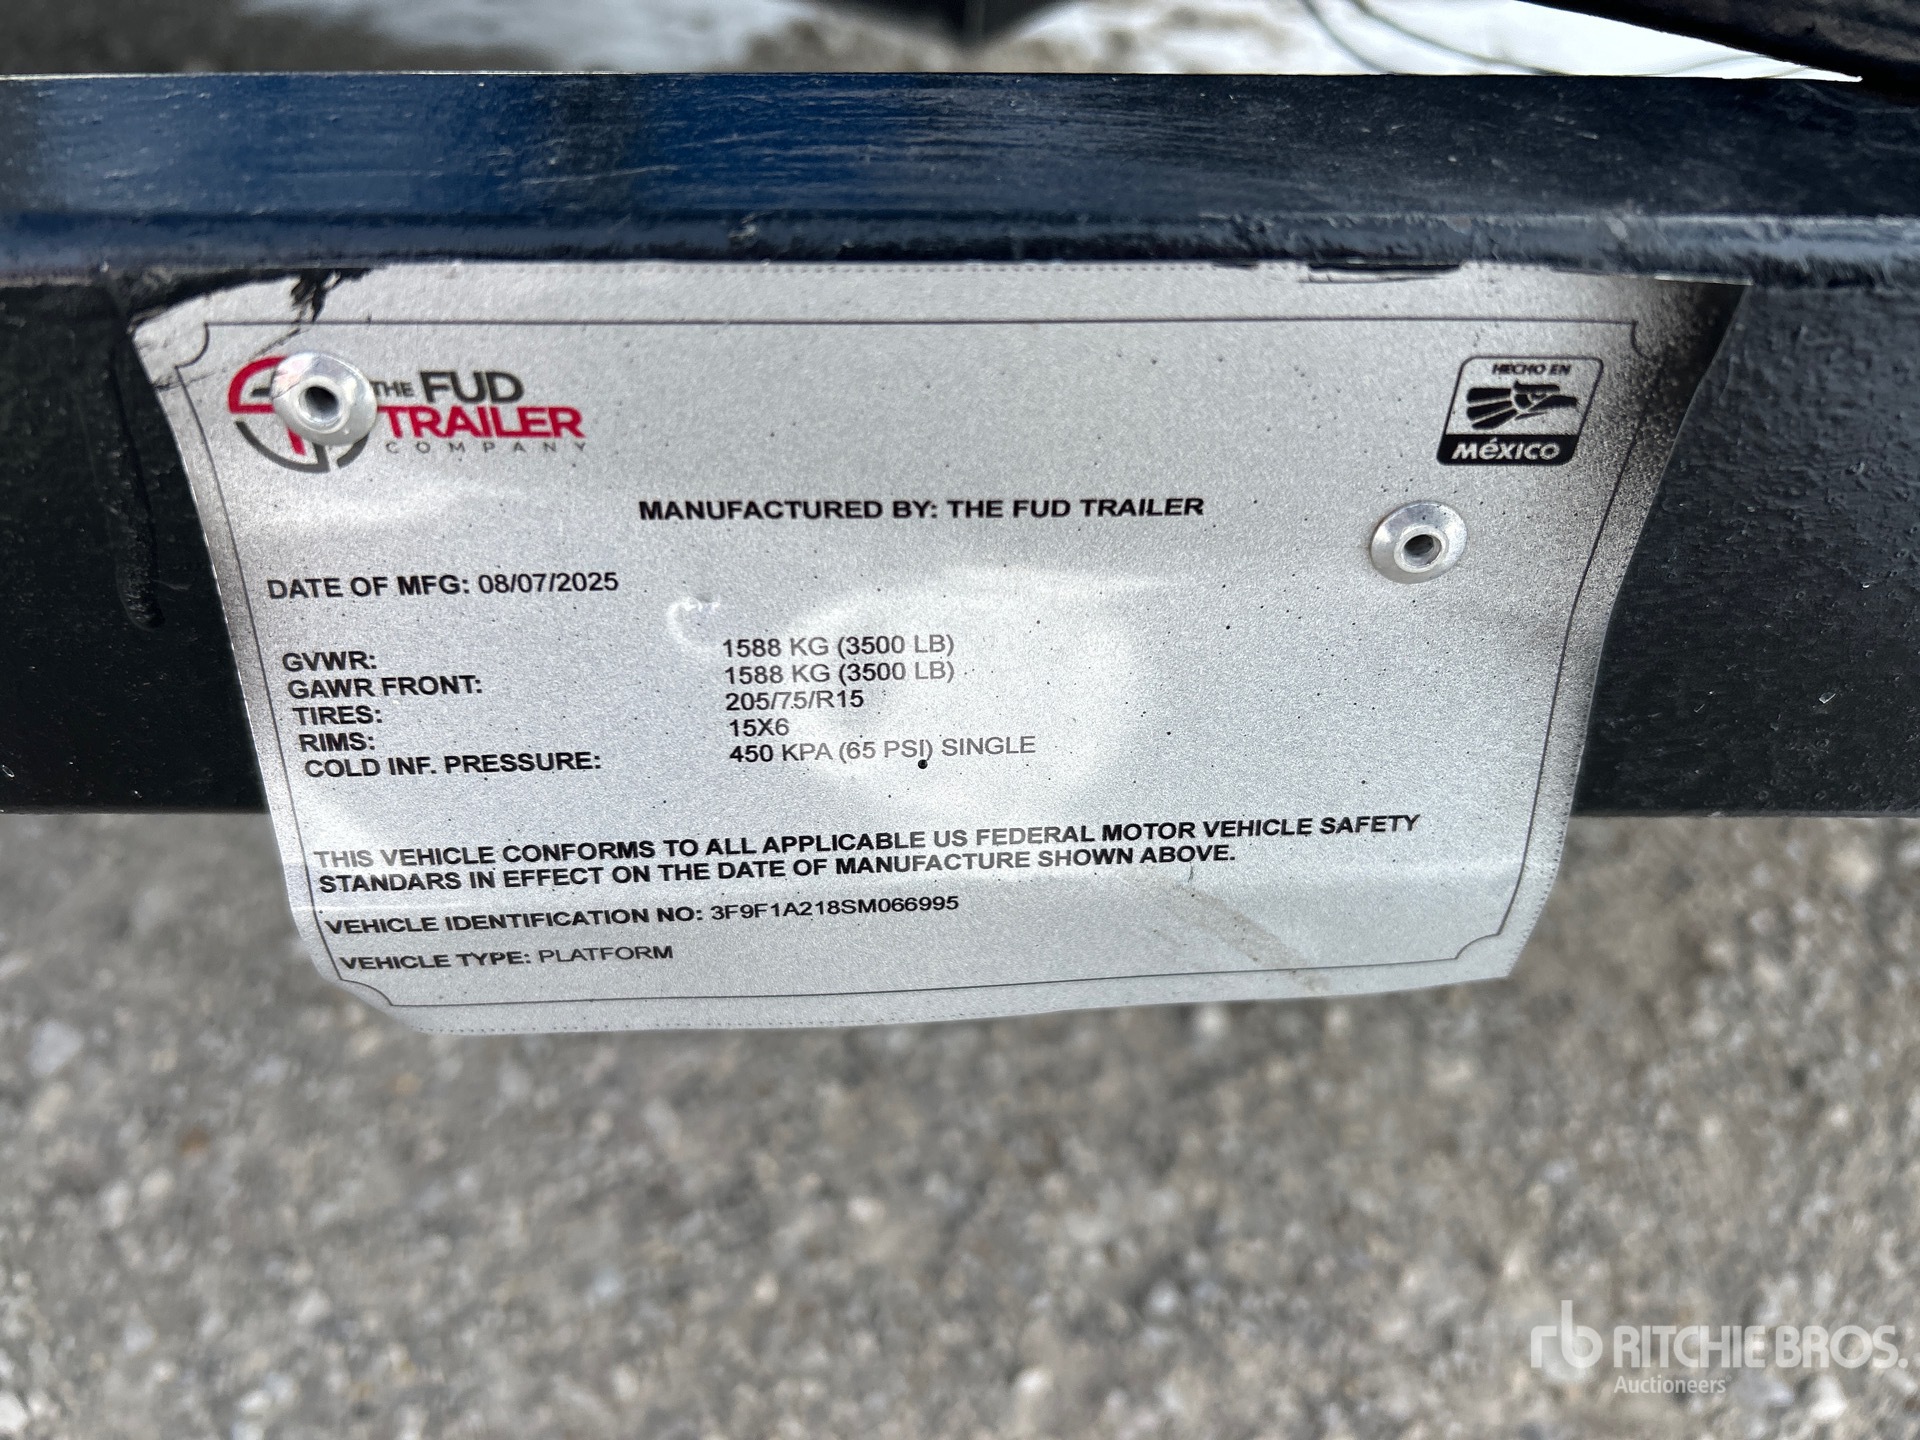 THE FUD
TRAILER
COMPANY
HECHO EN
MéXICO
MANUFACTURED BY: THE FUD TRAILER
DATE OF MFG: 08/07/2025
GVWR: 1588 KG (3500 LB)
GAWR FRONT: 1588 KG (3500 LB)
TIRES: 205/75/R15
RIMS: 15X6
COLD INF. PRESSURE: 450 KPA (65 PSI) SINGLE
THIS VEHICLE CONFORMS TO ALL APPLICABLE US FEDERAL MOTOR VEHICLE SAFETY
STANDARS IN EFFECT ON THE DATE OF MANUFACTURE SHOWN ABOVE.
VEHICLE IDENTIFICATION NO: 3F9F1A218SM066995
VEHICLE TYPE: PLATFORM
rb RITCHIE BROS.
Auctioneers